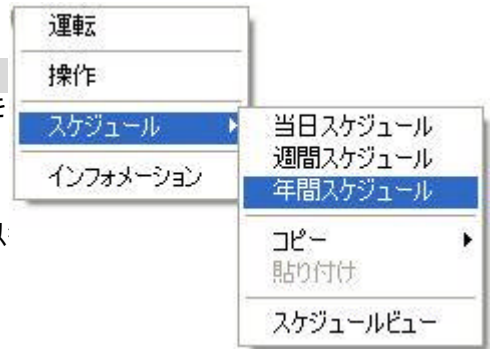 運転
操作
スケジュール
インフォメーション
当日スケジュール
週間スケジュール
年間スケジュール
コピー
貼り付け
スケジュールビュー